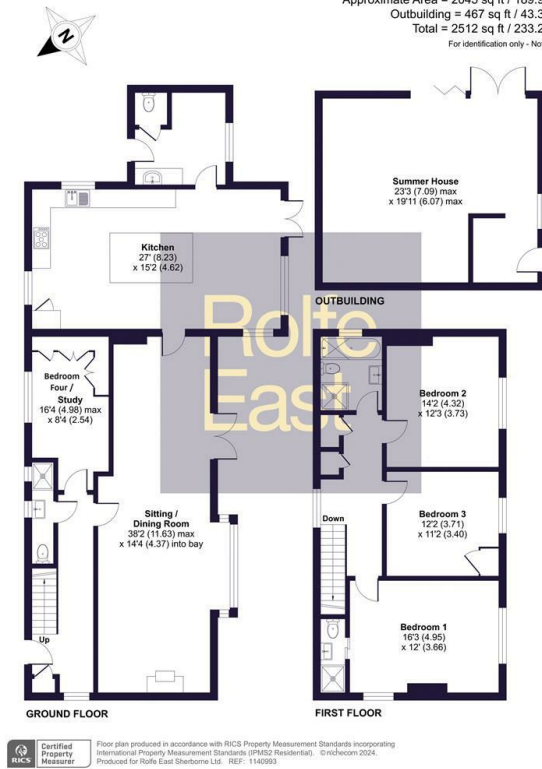 Approximate Area = 2045 sq ft / 189.9
Outbuilding = 467 sq ft / 43.3
Total = 2512 sq ft / 233.2
For identification only - Not
N
Summer House
23'3 (7.09) max
x 19'11 (6.07) max
Kitchen
27' (8.23)
x 15'2 (4.62)
OUTBUILDING
Rolfe
East
Bedroom
Four /
Study
16'4 (4.98) max
x 8'4 (2.54)
Bedroom 2
14'2 (4.32)
x 12'3 (3.73)
Sitting /
Dining Room
38'2 (11.63) max
x 14'4 (4.37) into bay
Down
Bedroom 3
12'2 (3.71)
x 11'2 (3.40)
Up
Bedroom 1
16'3 (4.95)
x 12' (3.66)
GROUND FLOOR
FIRST FLOOR
RICS
Certified
Property
Measurer
Floor plan produced in accordance with RICS Property Measurement Standards incorporating
International Property Measurement Standards (IPMS2 Residential). ©nichecom 2024.
Produced for Rolfe East Sherborne Ltd. REF: 1140993